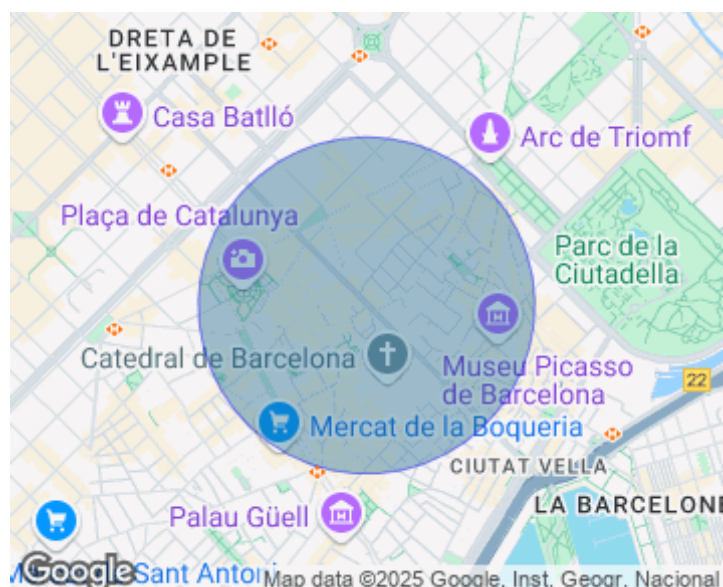 DRETA DE
L'EIXAMPLE
Casa Batlló
Arc de Triomf
Plaça de Catalunya
Parc de la
Ciutadella
Catedral de Barcelona
Museu Picasso
de Barcelona
22
Mercat de la Boqueria
CIUTAT VELLA
LA BARCELONE
Palau Güell
Google
Sant Antoni
Map data ©2025 Google, Inst. Geogr. Nacional